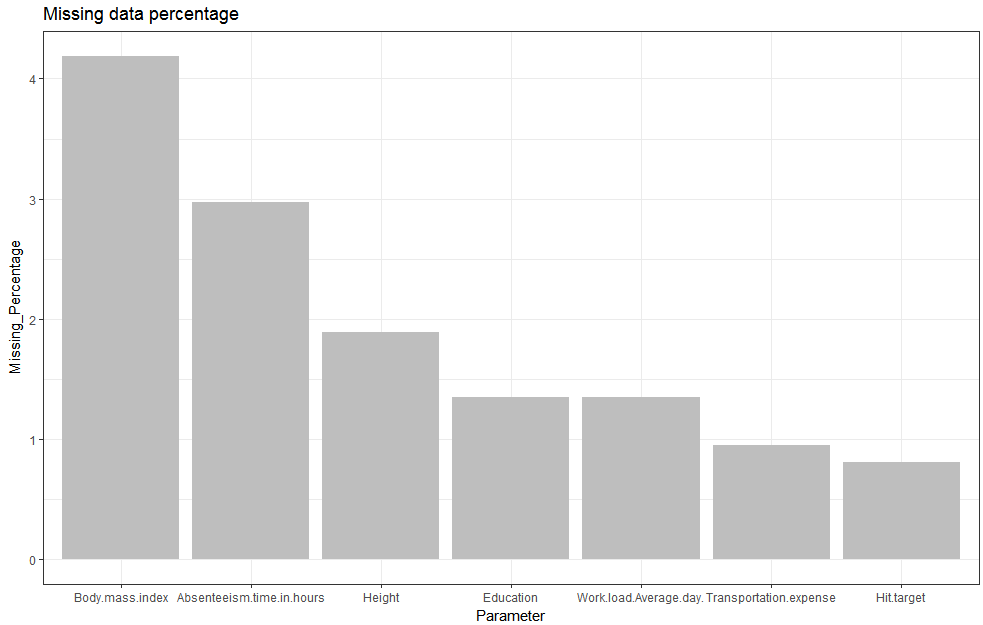 Missing data percentage
Missing_Percentage
4
3
2
1
0
Body.mass.index Absenteeism.time.in.hours Height Education Work.load.Average.day. Transportation.expense Hit.target
Parameter